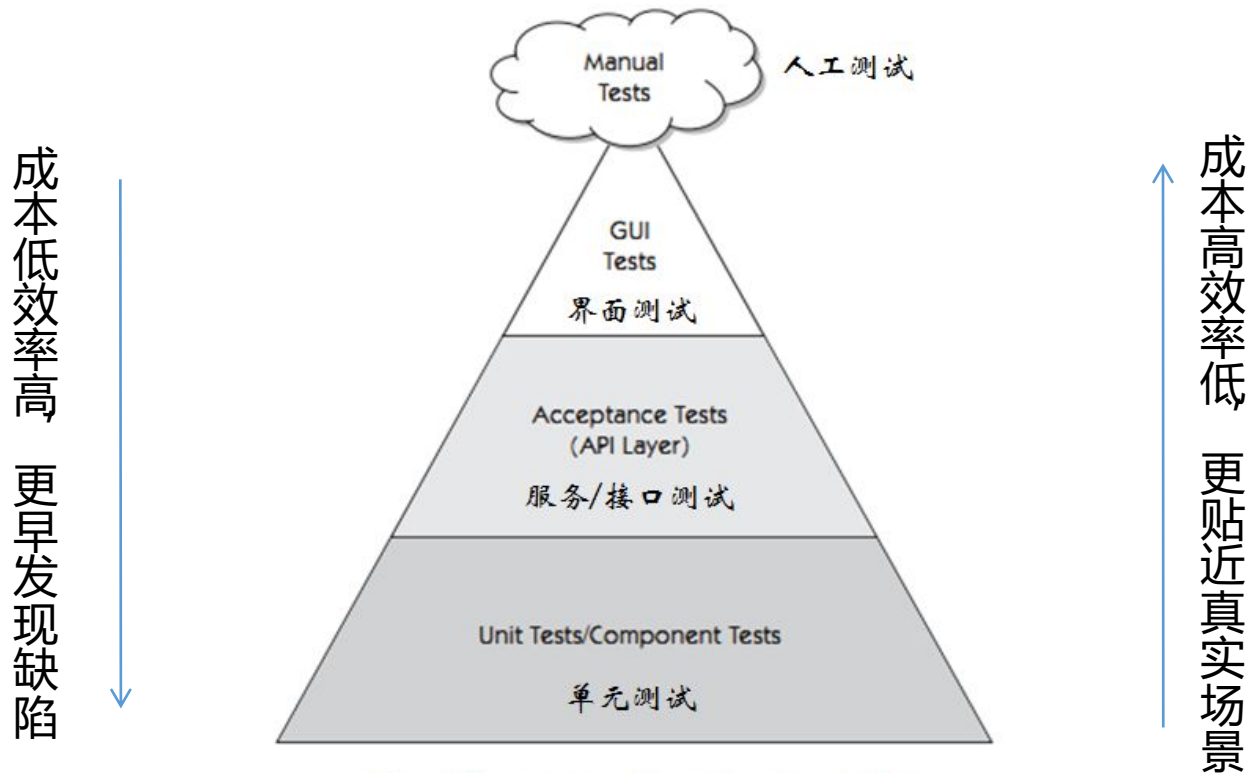 Manual
Tests
人工测试
成本低效率高, 更早发现缺陷
成本高效率低, 更贴近真实场景
GUI
Tests
界面测试
Acceptance Tests
(API Layer)
服务/接口测试
Unit Tests/Component Tests
单元测试